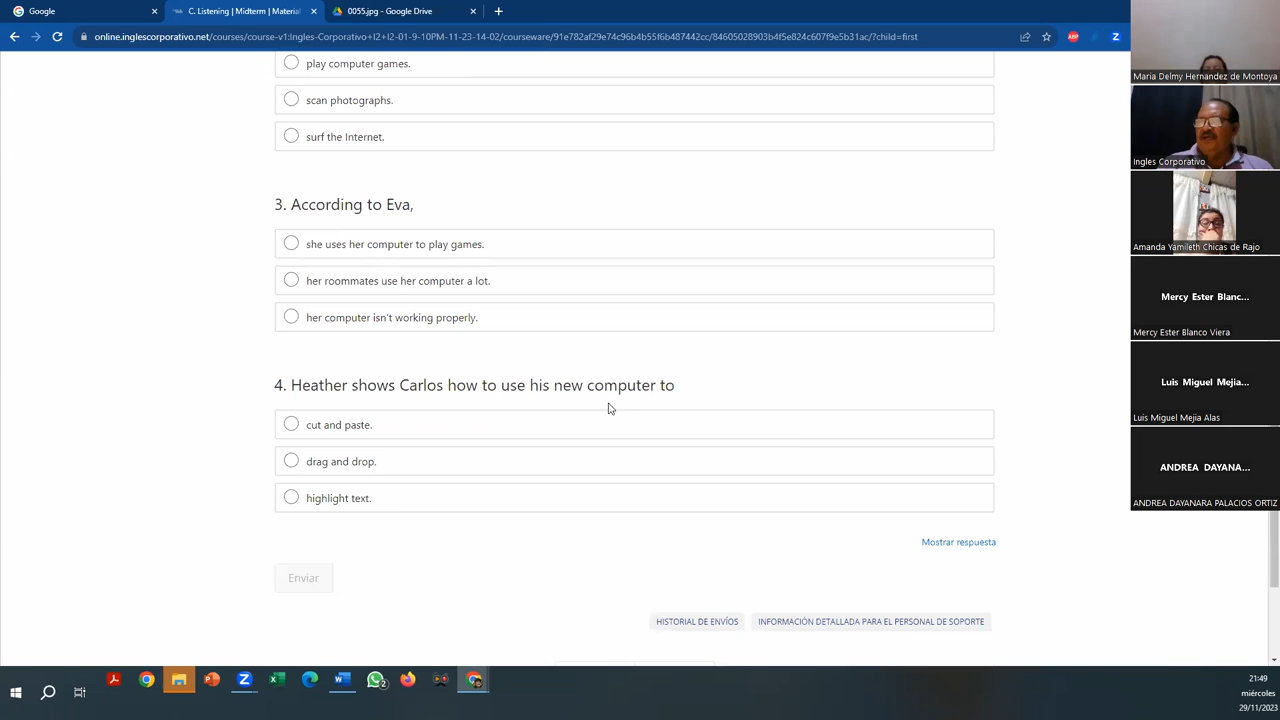 Google
C. Listening | Midterm | Material
0055.jpg - Google Drive
online.inglescorporativo.net/courses/course-v1:Ingles-Corporativo+I2+I2-01-9-10PM-11-23-14-02/courseware/91e782af29e74c96b4b55f6b487442cc/84605028903b4f5e824c607f9e5b31ac/?child=first
play computer games.
scan photographs.
surf the Internet.
3. According to Eva,
she uses her computer to play games.
her roommates use her computer a lot.
her computer isn't working properly.
4. Heather shows Carlos how to use his new computer to
cut and paste.
drag and drop.
highlight text.
Mostrar respuesta
Enviar
HISTORIAL DE ENVÍOS
INFORMACIÓN DETALLADA PARA EL PERSONAL DE SOPORTE
Maria Delmy Hernandez de Montoya
Ingles Corporativo
Amanda Yamileth Chicas de Rajo
Mercy Ester Blanc...
Mercy Ester Blanco Viera
Luis Miguel Mejia...
Luis Miguel Mejia Alas
ANDREA DAYANA...
ANDREA DAYANARA PALACIOS ORTIZ
21:49
miércoles
29/11/2023